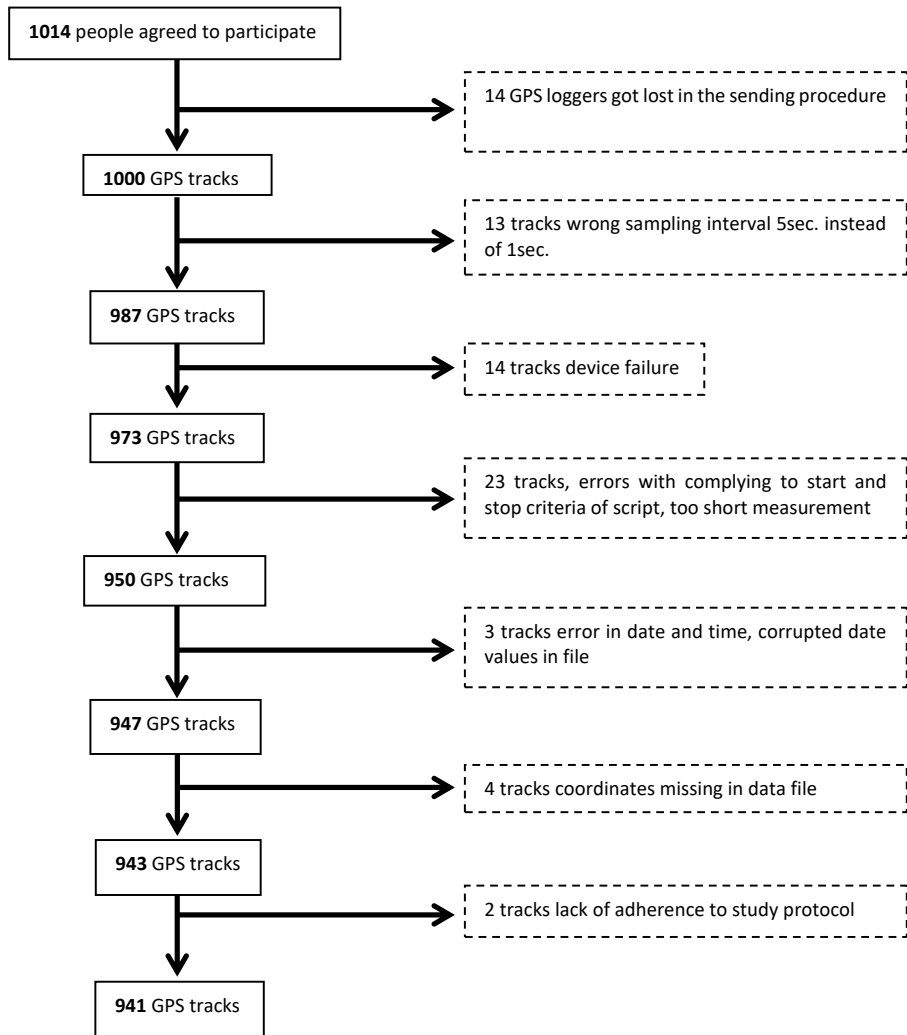 1014 people agreed to participate
14 GPS loggers got lost in the sending procedure
1000 GPS tracks
13 tracks wrong sampling interval 5sec. instead
of 1sec.
987 GPS tracks
14 tracks device failure
973 GPS tracks
23 tracks, errors with complying to start and
stop criteria of script, too short measurement
950 GPS tracks
3 tracks error in date and time, corrupted date
values in file
947 GPS tracks
4 tracks coordinates missing in data file
943 GPS tracks
2 tracks lack of adherence to study protocol
941 GPS tracks